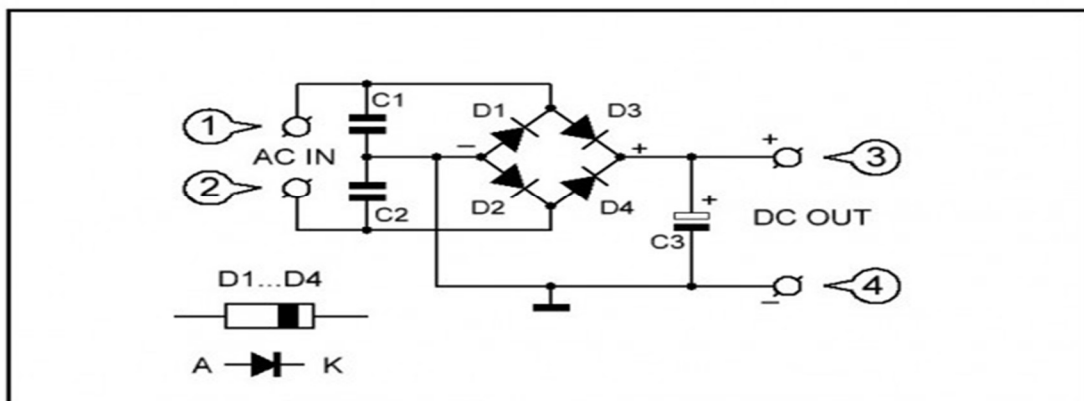 C1
D1
D3
1
AC IN
–
+
+
3
2
C2
D2
D4
+
DC OUT
C3
D1...D4
–
4
A
K